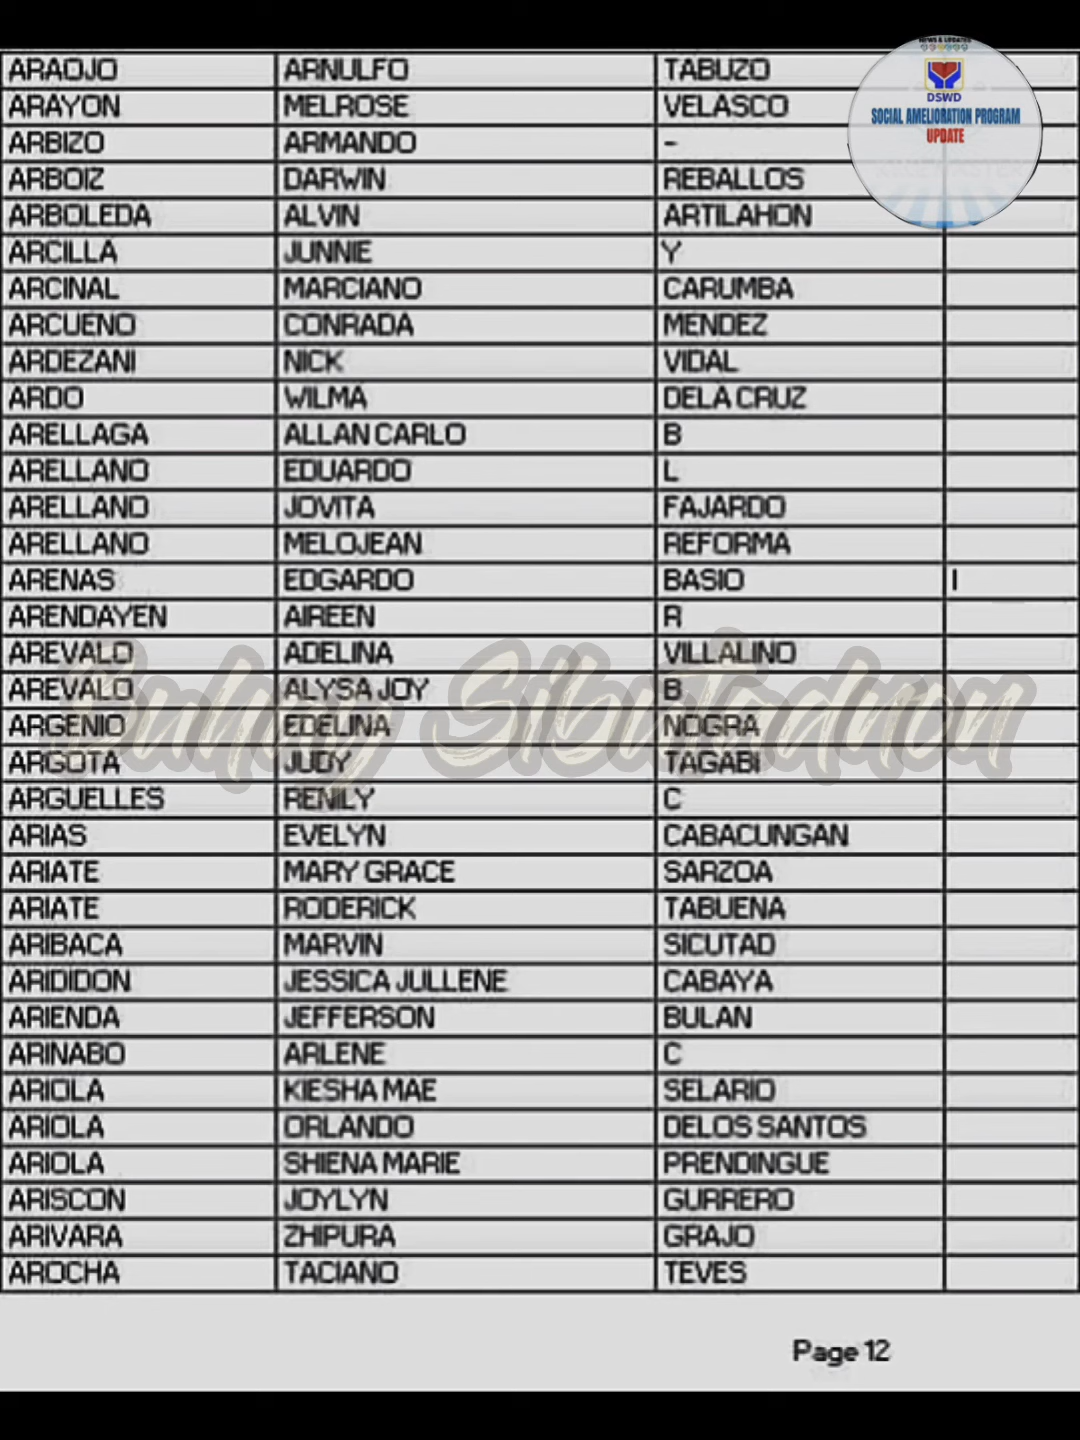 NEWS & UPDATES
DSWD
SOCIAL AMELIORATION PROGRAM
UPDATE
ARAOJO ARNULFO TABUZO
ARAYON MELROSE VELASCO
ARBIZO ARMANDO -
ARBOIZ DARWIN REBALLOS
ARBOLEDA ALVIN ARTILAHON
ARCILLA JUNNIE Y
ARCINAL MARCIANO CARUMBA
ARCUENO CONRADA MENDEZ
ARDEZANI NICK VIDAL
ARDO WILMA DELA CRUZ
ARELLAGA ALLAN CARLO B
ARELLANO EDUARDO L
ARELLANO JOVITA FAJARDO
ARELLANO MELOJEAN REFORMA
ARENAS EDGARDO BASIO I
ARENDAYEN AIREEN R
AREVALO ADELINA VILLALINO
AREVALO ALYSA JOY B
ARGENIO EDELINA NOGRA
ARGOTA JUDY TAGABI
ARGUELLES RENILY C
ARIAS EVELYN CABACUNGAN
ARIATE MARY GRACE SARZOA
ARIATE RODERICK TABUENA
ARIBACA MARVIN SICUTAD
ARIDIDON JESSICA JULLENE CABAYA
ARIENDA JEFFERSON BULAN
ARINABO ARLENE C
ARIOLA KIESHA MAE SELARIO
ARIOLA ORLANDO DELOS SANTOS
ARIOLA SHIENA MARIE PRENDINGUE
ARISCON JOYLYN GURRERO
ARIVARA ZHIPURA GRAJO
AROCHA TACIANO TEVES
Page 12